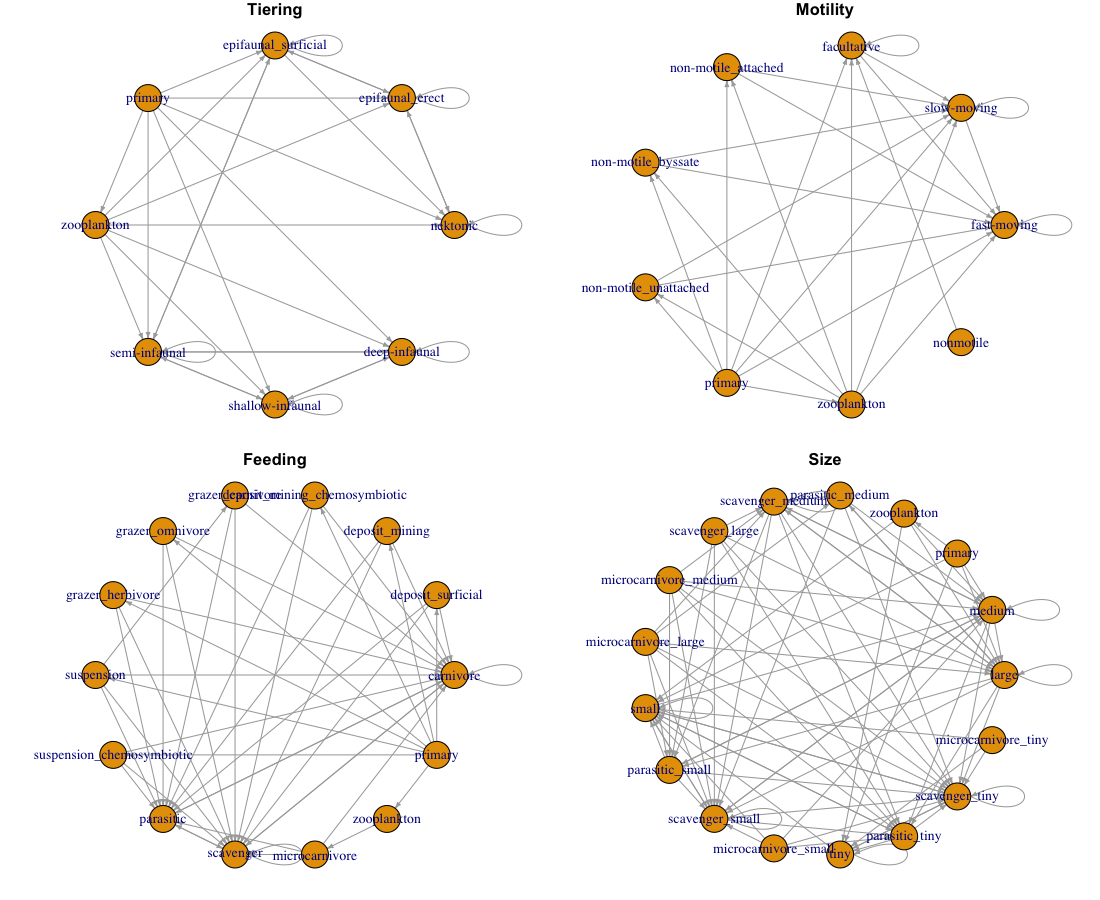 Tiering
epifaunal_surficial
primary
epifaunal_erect
zooplankton
nektonic
semi-infaunal
deep-infaunal
shallow-infaunal
Motility
facultative
non-motile_attached
slow-moving
non-motile_byssate
fast-moving
non-motile_unattached
nonmotile
primary
zooplankton
Feeding
grazer_carnivore
deposit_mining_chemosymbiotic
grazer_omnivore
deposit_mining
grazer_herbivore
deposit_surficial
suspension
carnivore
suspension_chemosymbiotic
primary
parasitic
zooplankton
scavenger
microcarnivore
Size
scavenger_medium
parasitic_medium
zooplankton
scavenger_large
primary
microcarnivore_medium
medium
microcarnivore_large
large
small
microcarnivore_tiny
parasitic_small
scavenger_tiny
scavenger_small
parasitic_tiny
microcarnivore_small
tiny